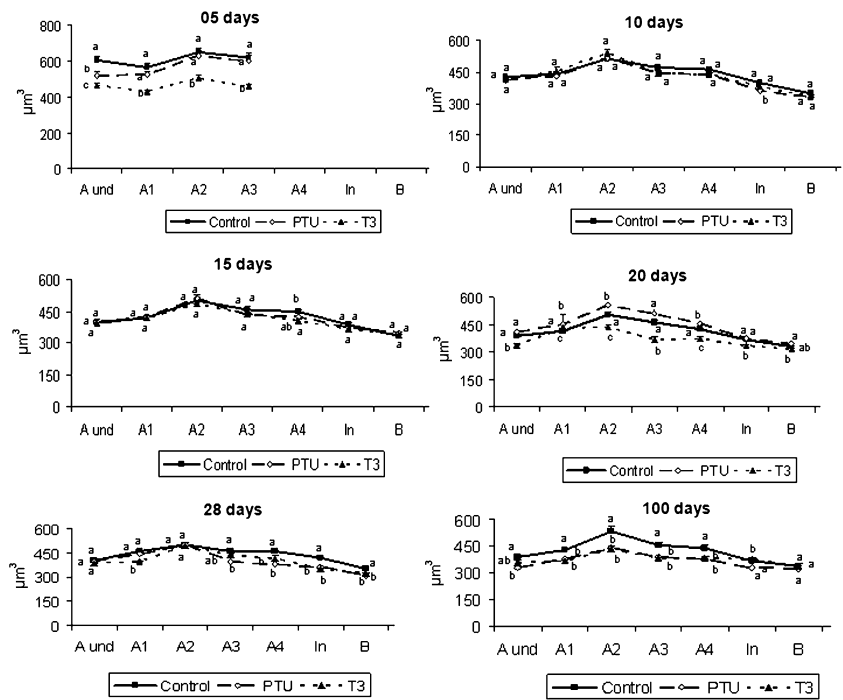 05 days
800
600
400
200
0
µm³
a a a a
b a a a
c b b b
A und A1 A2 A3 A4 In B
Control PTU T3
10 days
600
450
300
150
0
µm³
A und A1 A2 A3 A4 In B
Control PTU T3
15 days
600
450
300
150
0
µm³
A und A1 A2 A3 A4 In B
Control PTU T3
20 days
600
450
300
150
0
µm³
A und A1 A2 A3 A4 In B
Control PTU T3
28 days
600
450
300
150
0
µm³
A und A1 A2 A3 A4 In B
Control PTU T3
100 days
600
450
300
150
0
µm³
A und A1 A2 A3 A4 In B
Control PTU T3